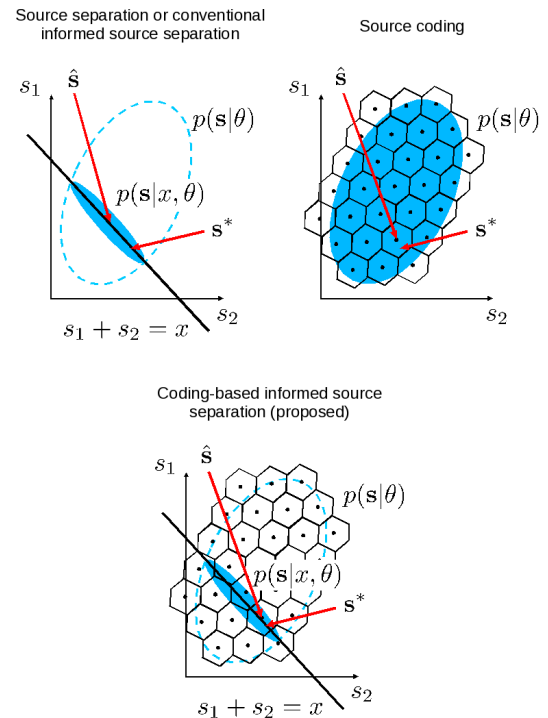 Source separation or conventional
informed source separation
Source coding
s₁
ŝ
p(s|θ)
p(s|x, θ)
s*
s₂
s₁ + s₂ = x
s₁
ŝ
p(s|θ)
s*
s₂
Coding-based informed source
separation (proposed)
s₁
ŝ
p(s|θ)
p(s|x, θ)
s*
s₂
s₁ + s₂ = x